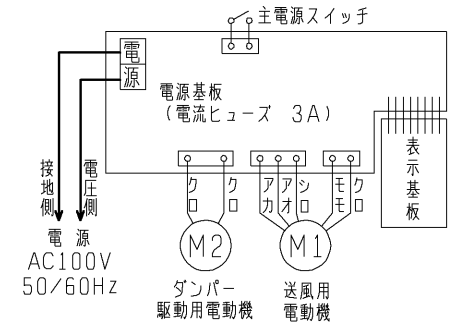 主電源スイッチ
電源
電源基板
(電流ヒューズ 3A)
接地側
電圧側
表示基板
クロ
クロ
アカ
アオ
シロ
モモ
クロ
電源
AC100V
50/60Hz
M2
M1
ダンパー
駆動用電動機
送風用
電動機